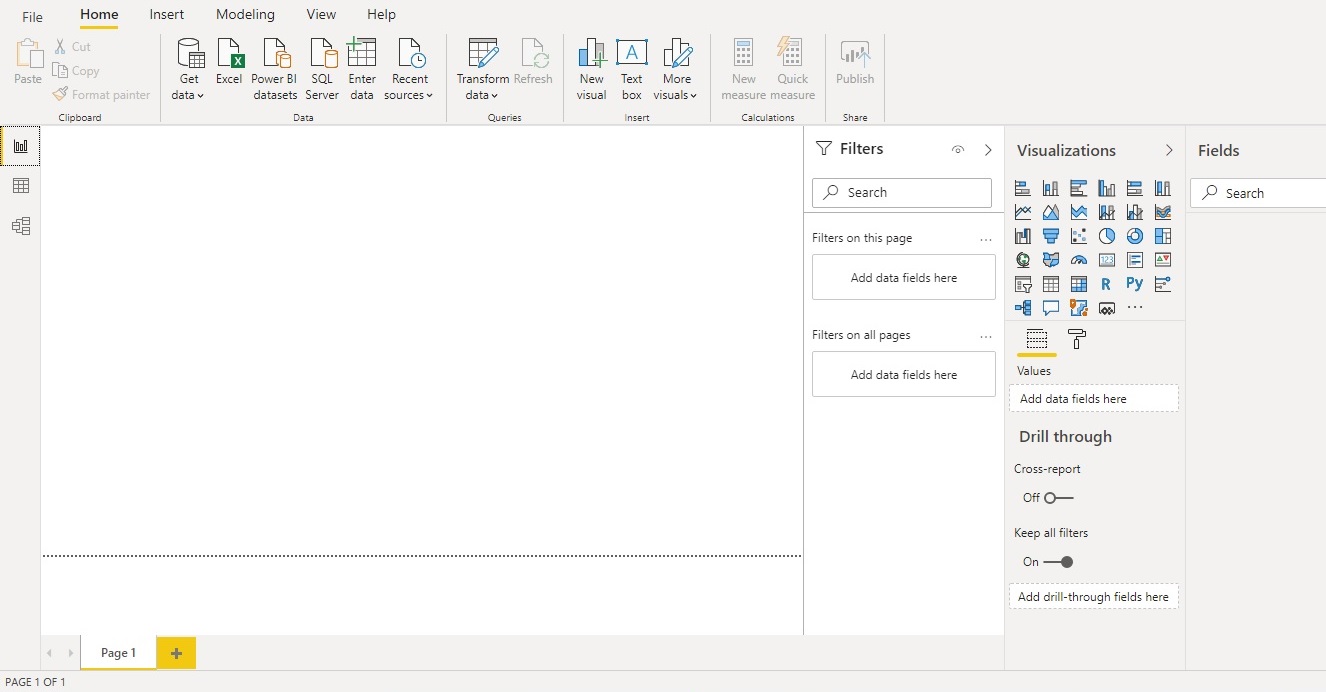 File
Home
Insert
Modeling
View
Help
Paste
Cut
Copy
Format painter
Clipboard
Get data
Excel
Power BI datasets
SQL Server
Enter data
Recent sources
Data
Transform data
Refresh
Queries
New visual
Text box
More visuals
Insert
New measure
Quick measure
Calculations
Publish
Share
Filters
Search
Filters on this page
...
Add data fields here
Filters on all pages
...
Add data fields here
Visualizations
123
R
Py
...
Values
Add data fields here
Drill through
Cross-report
Off
Keep all filters
On
Add drill-through fields here
Fields
Search
Page 1
PAGE 1 OF 1